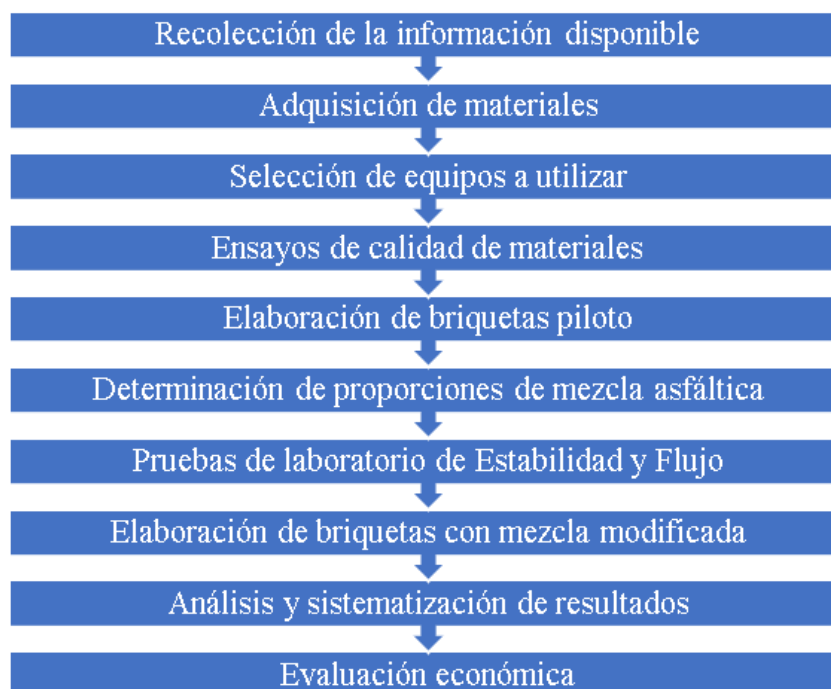 Recolección de la información disponible
Adquisición de materiales
Selección de equipos a utilizar
Ensayos de calidad de materiales
Elaboración de briquetas piloto
Determinación de proporciones de mezcla asfáltica
Pruebas de laboratorio de Estabilidad y Flujo
Elaboración de briquetas con mezcla modificada
Análisis y sistematización de resultados
Evaluación económica